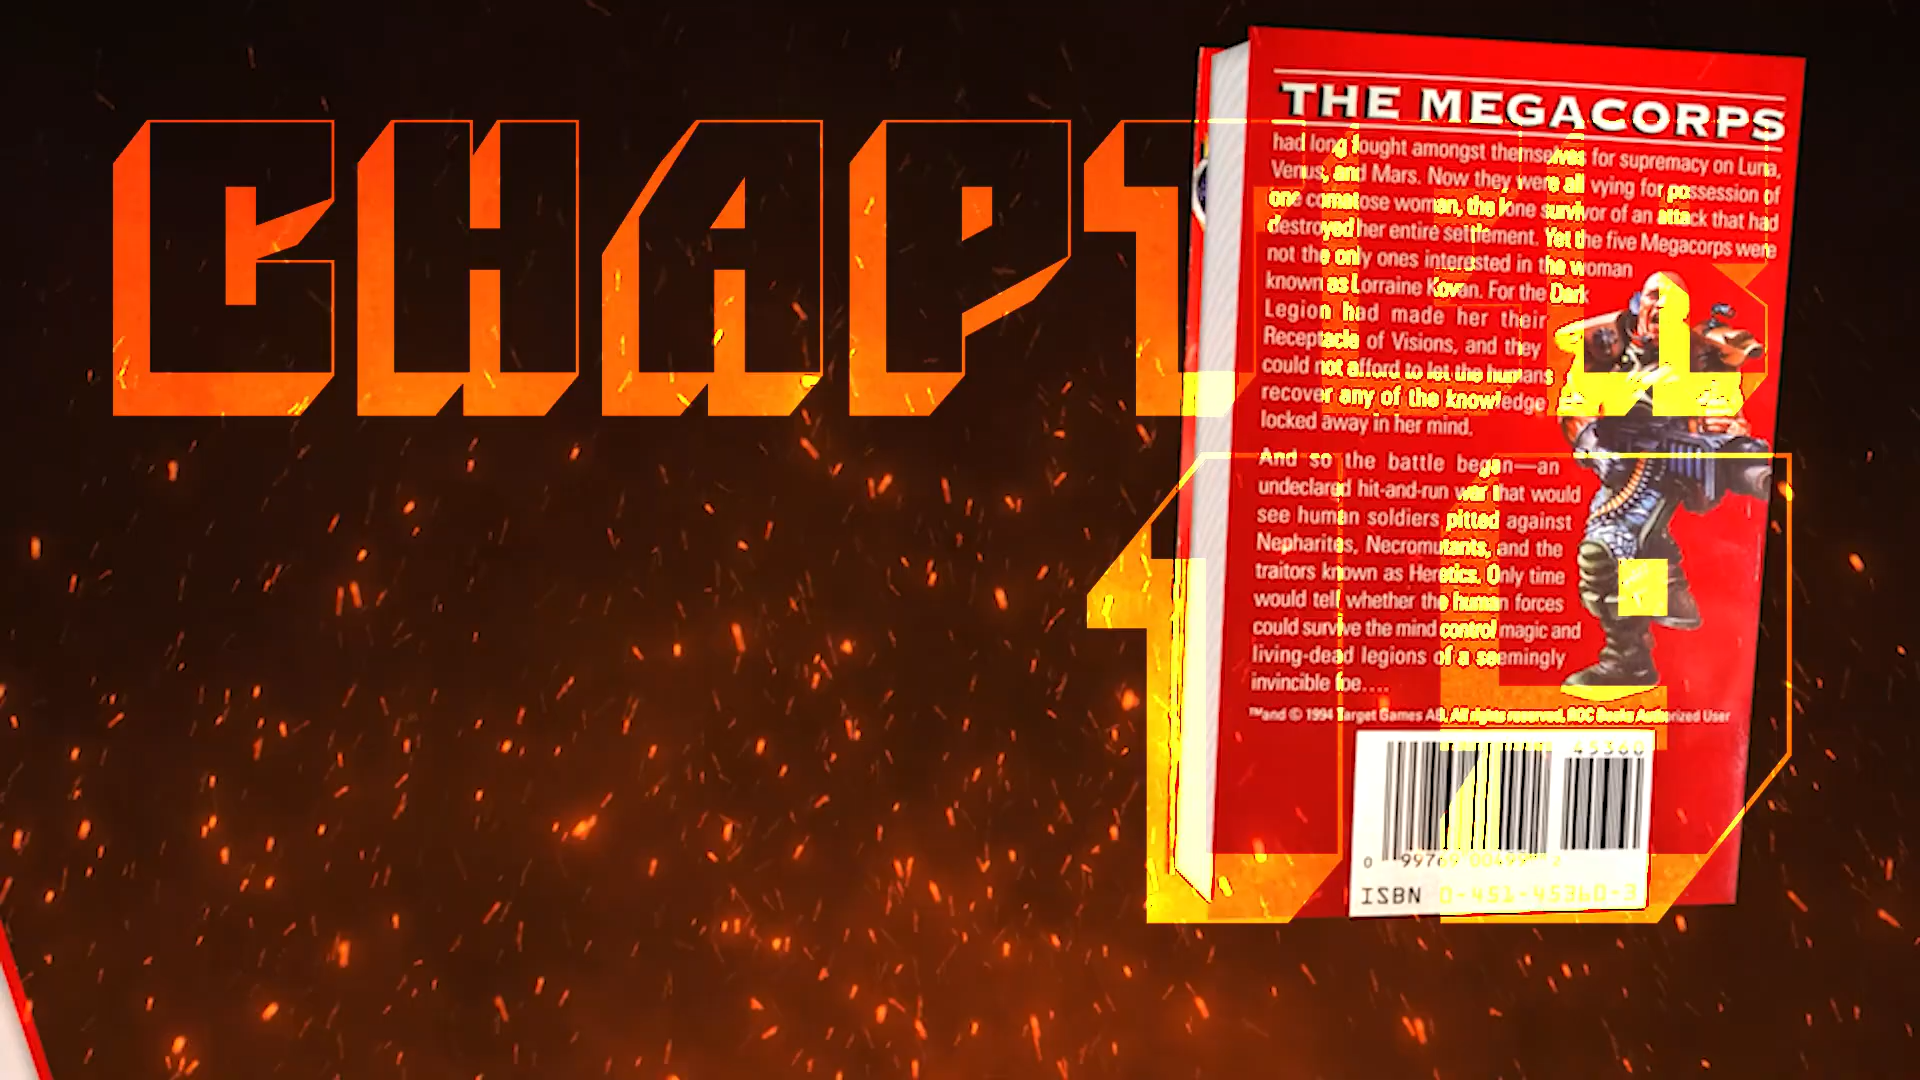 CHAPTER
THE MEGACORPS
had long fought amongst themselves for supremacy on Luna,
Venus, and Mars. Now they were all vying for possession of
one comatose woman, the lone survivor of an attack that had
destroyed her entire settlement. Yet the five Megacorps were
not the only ones interested in the woman
known as Lorraine Kovan. For the Dark
Legion had made her their
Receptacle of Visions, and they
could not afford to let the humans
recover any of the knowledge
locked away in her mind.
And so the battle began—an
undeclared hit-and-run war that would
see human soldiers pitted against
Nepharites, Necromutants, and the
traitors known as Heretics. Only time
would tell whether the human forces
could survive the mind control magic and
living-dead legions of a seemingly
invincible foe....
™and © 1994 Target Games AB. All rights reserved. ROC Books Authorized User
45360
0 99769 00499
ISBN 0-451-45360-3